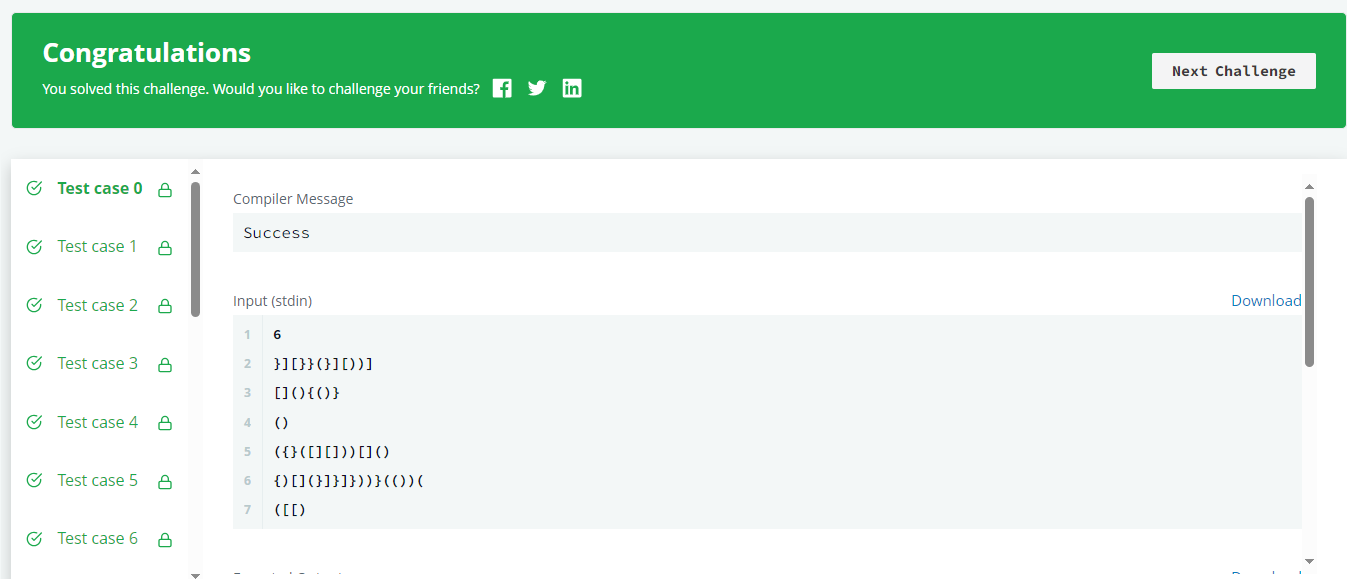 Congratulations
You solved this challenge. Would you like to challenge your friends?
Next Challenge
Test case 0
Test case 1
Test case 2
Test case 3
Test case 4
Test case 5
Test case 6
Compiler Message
Success
Input (stdin)
Download
1 6
2 }][}}(}][))]
3 [](){()}
4 ()
5 ({}([][]))[]()
6 {)[](}]}]}))}(())(
7 ([[)